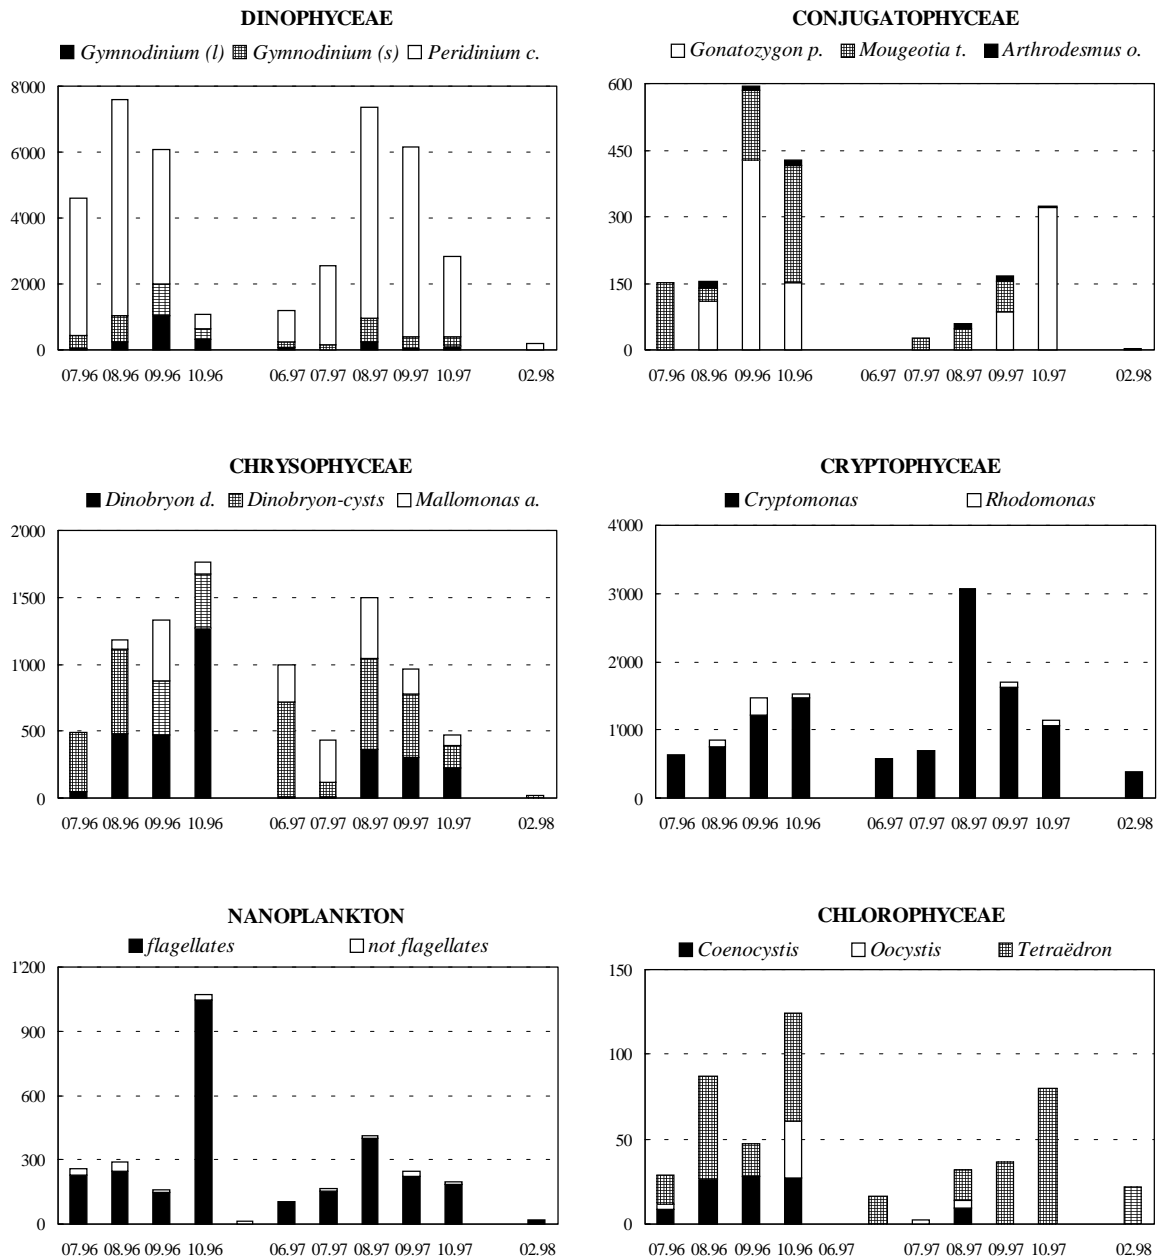 DINOPHYCEAE
Gymnodinium (l) Gymnodinium (s) Peridinium c.
8'000
6'000
4'000
2'000
0
07.96 08.96 09.96 10.96 06.97 07.97 08.97 09.97 10.97 02.98
CONJUGATOPHYCEAE
Gonatozygon p. Mougeotia t. Arthrodesmus o.
600
450
300
150
0
07.96 08.96 09.96 10.96 06.97 07.97 08.97 09.97 10.97 02.98
CHRYSOPHYCEAE
Dinobryon d. Dinobryon-cysts Mallomonas a.
2'000
1'500
1'000
500
0
07.96 08.96 09.96 10.96 06.97 07.97 08.97 09.97 10.97 02.98
CRYPTOPHYCEAE
Cryptomonas Rhodomonas
4'000
3'000
2'000
1'000
0
07.96 08.96 09.96 10.96 06.97 07.97 08.97 09.97 10.97 02.98
NANOPLANKTON
flagellates not flagellates
1'200
900
600
300
0
07.96 08.96 09.96 10.96 06.97 07.97 08.97 09.97 10.97 02.98
CHLOROPHYCEAE
Coenocystis Oocystis Tetraëdron
150
100
50
0
07.96 08.96 09.96 10.96 06.97 07.97 08.97 09.97 10.97 02.98